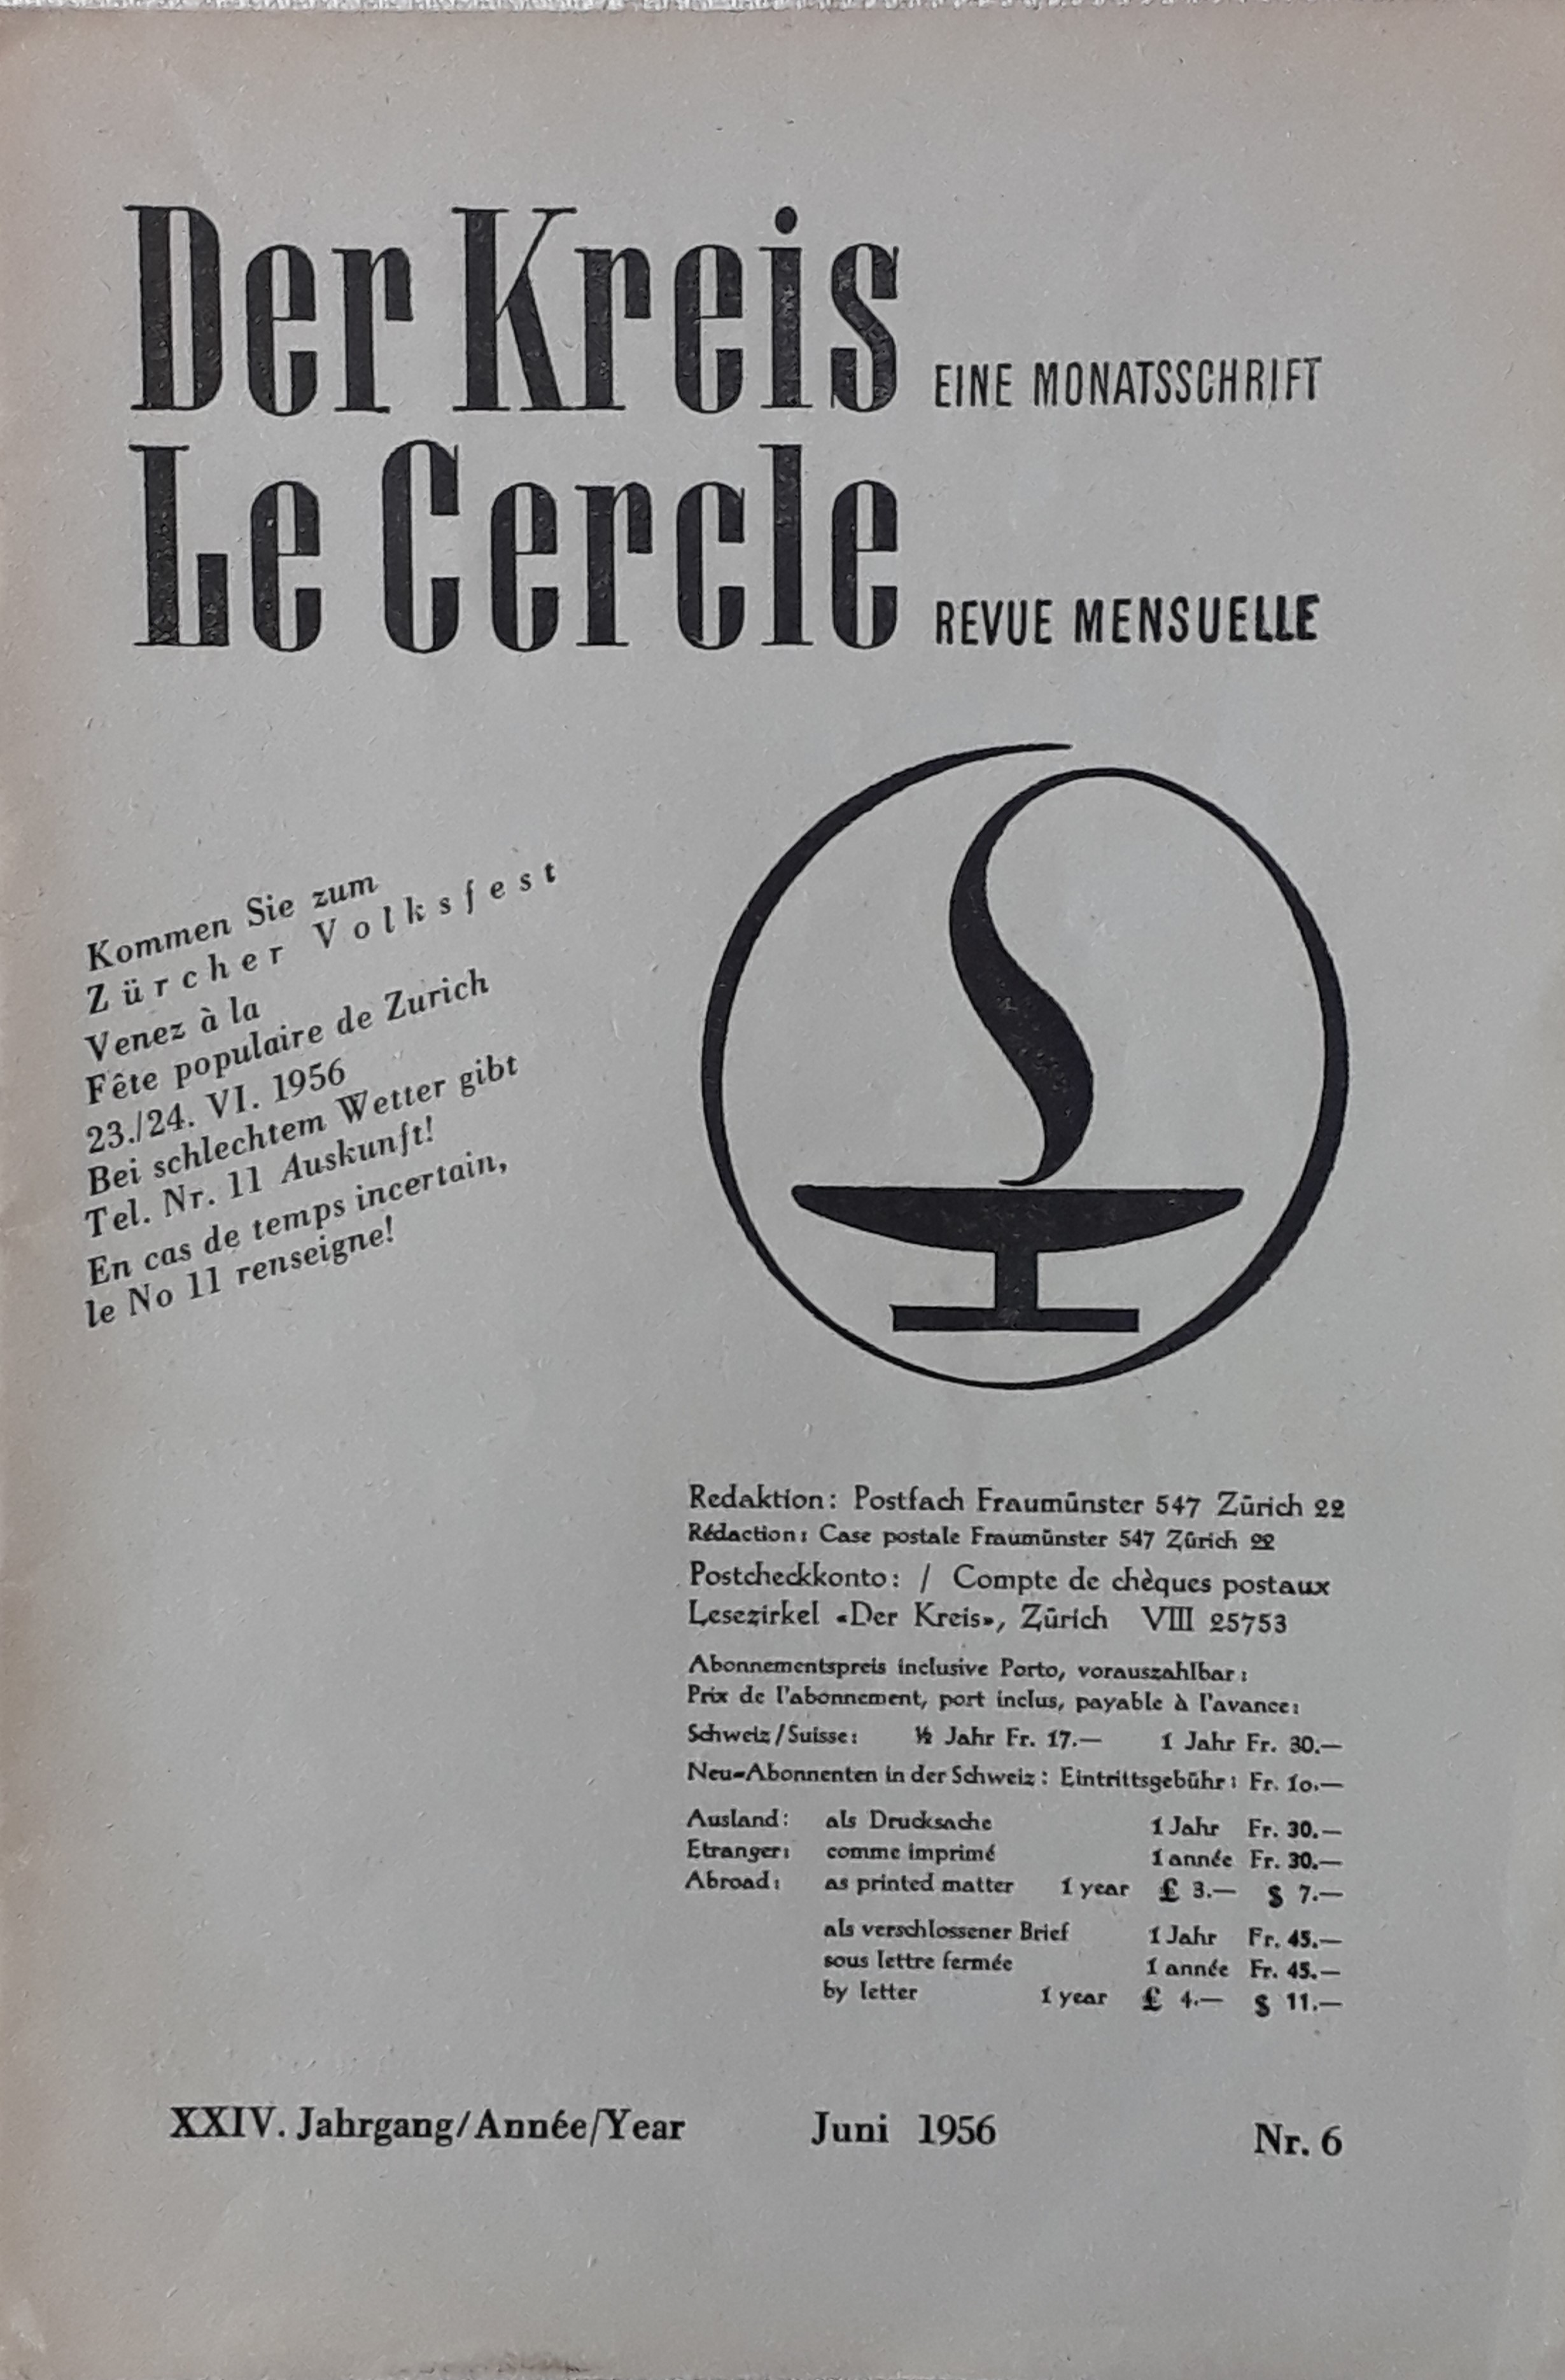 Der Kreis EINE MONATSSCHRIFT
Le Cercle REVUE MENSUELLE
Kommen Sie zum
Zürcher Volksfest
Venez à la
Fête populaire de Zurich
23./24. VI. 1956
Bei schlechtem Wetter gibt
Tel. Nr. 11 Auskunft!
En cas de temps incertain,
le No 11 renseigne!
Redaktion: Postfach Fraumünster 547 Zürich 22
Rédaction: Case postale Fraumünster 547 Zürich 22
Postcheckkonto: / Compte de chèques postaux
Lesezirkel «Der Kreis», Zürich VIII 25753
Abonnementspreis inclusive Porto, vorauszahlbar:
Prix de l'abonnement, port inclus, payable à l'avance:
Schweiz/Suisse: ½ Jahr Fr. 17.— 1 Jahr Fr. 30.—
Neu-Abonnenten in der Schweiz: Eintrittsgebühr: Fr. 10.—
Ausland: als Drucksache 1 Jahr Fr. 30.—
Etranger: comme imprimé 1 année Fr. 30.—
Abroad: as printed matter 1 year £ 3.— $ 7.—
als verschlossener Brief 1 Jahr Fr. 45.—
sous lettre fermée 1 année Fr. 45.—
by letter 1 year £ 4.— $ 11.—
XXIV. Jahrgang/Année/Year Juni 1956 Nr. 6